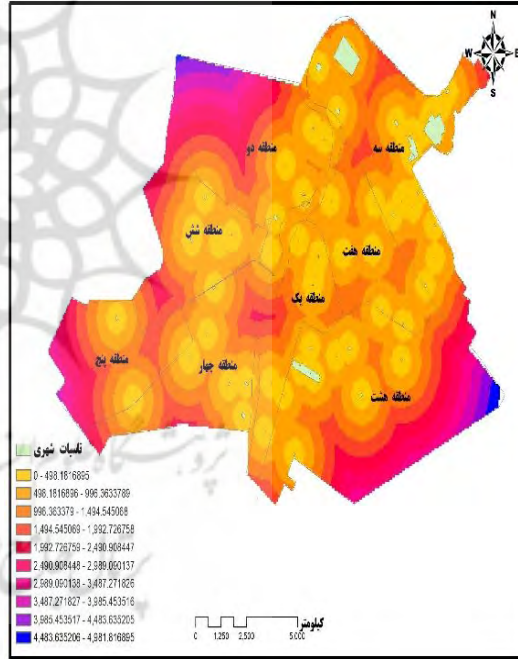 N
W E
S
منطقه دو
منطقه سه
منطقه شش
منطقه هفت
منطقه یک
منطقه پنج
منطقه چهار
منطقه هشت
تاسیات شهری
0 - 498.1816895
498.1816896 - 996.3633789
996.363379 - 1,494.545068
1,494.545069 - 1,992.726758
1,992.726759 - 2,490.908447
2,490.908448 - 2,989.090137
2,989.090138 - 3,487.271826
3,487.271827 - 3,985.453516
3,985.453517 - 4,483.635205
4,483.635206 - 4,981.816895
کیلومتر
0 1,250 2,500 5,000